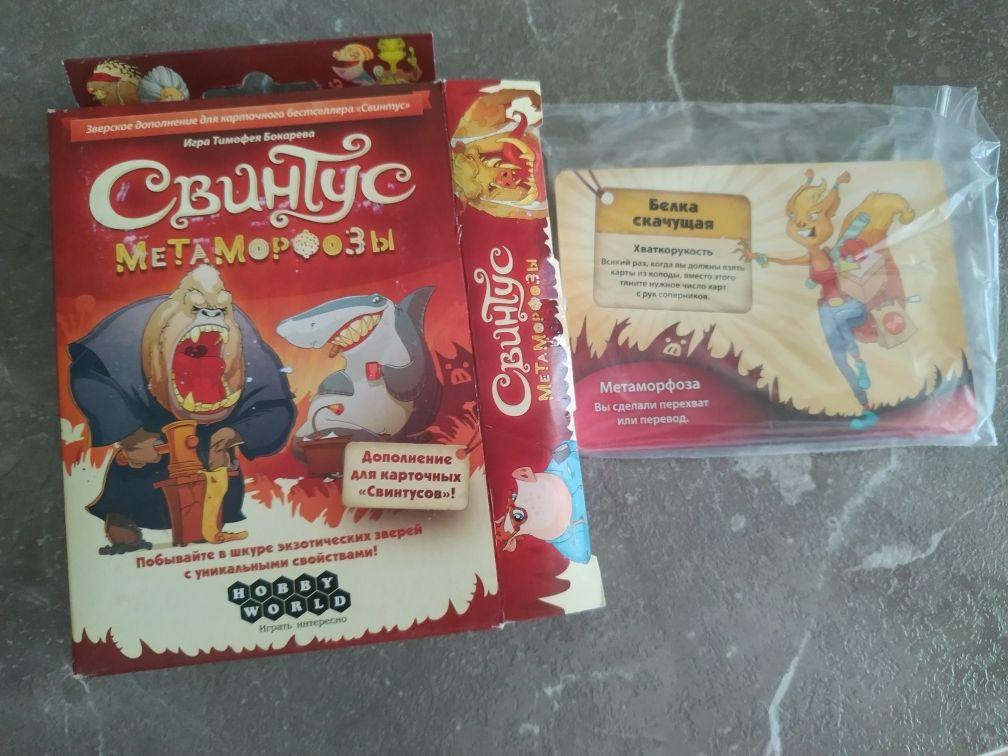 Зверское дополнение для карточного бестселлера «Свинтус»
Игра Тимофея Бокарева
Свинтус
Метаморфозы
Дополнение
для карточных
«Свинтусов»!
Побывайте в шкуре экзотических зверей
с уникальными свойствами!
HOBBY
WORLD
Играть интересно
Свинтус
Метаморфозы
Белка
скачущая
Хваткорукость
Всякий раз, когда вы должны взять
карты из колоды, вместо этого
тяните нужное число карт
с рук соперников.
Метаморфоза
Вы сделали перехват
или перевод.